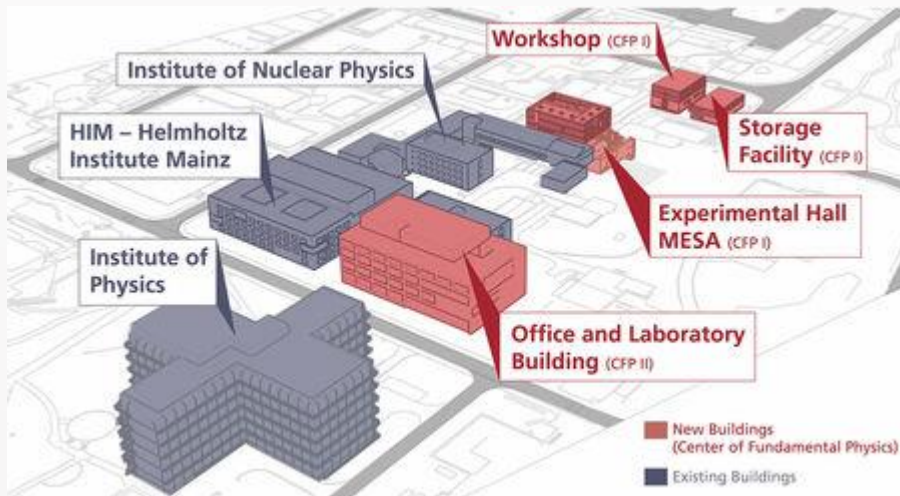 Workshop (CFP I)
Institute of Nuclear Physics
HIM – Helmholtz
Institute Mainz
Storage
Facility (CFP I)
Experimental Hall
MESA (CFP I)
Institute of
Physics
Office and Laboratory
Building (CFP II)
New Buildings
(Center of Fundamental Physics)
Existing Buildings